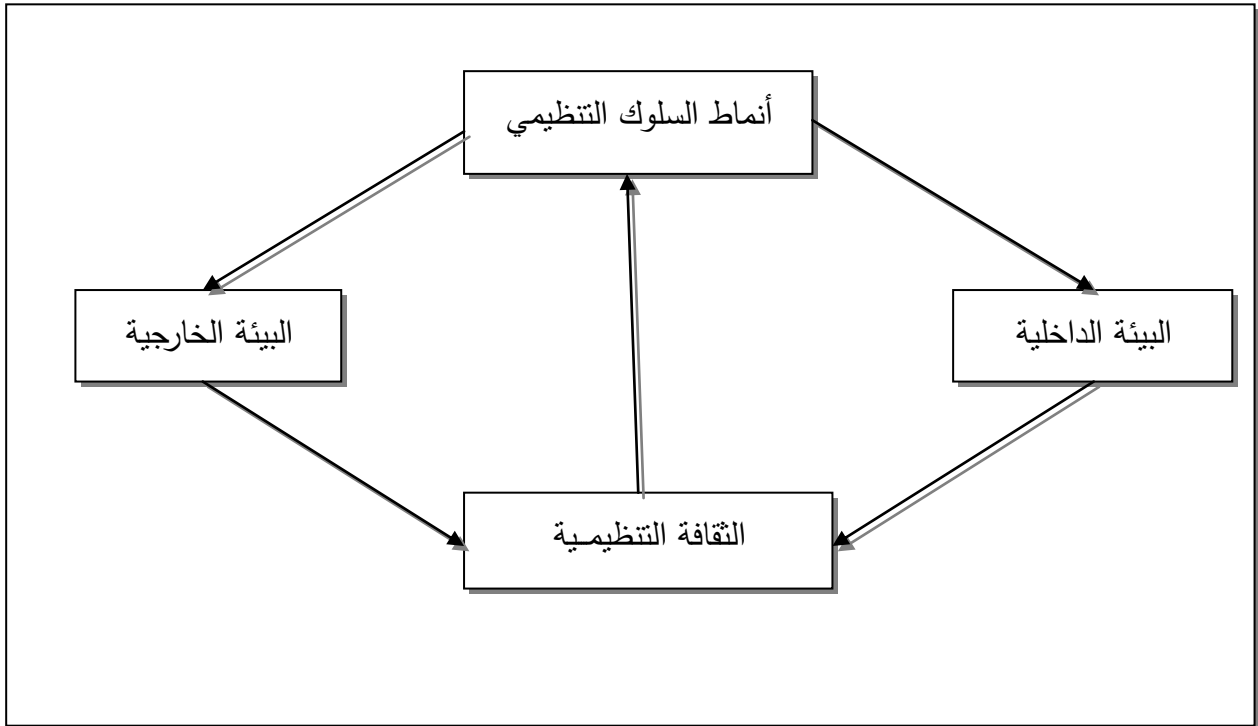 أنماط السلوك التنظيمي
البيئة الداخلية
البيئة الخارجية
الثقافة التنظيمـية